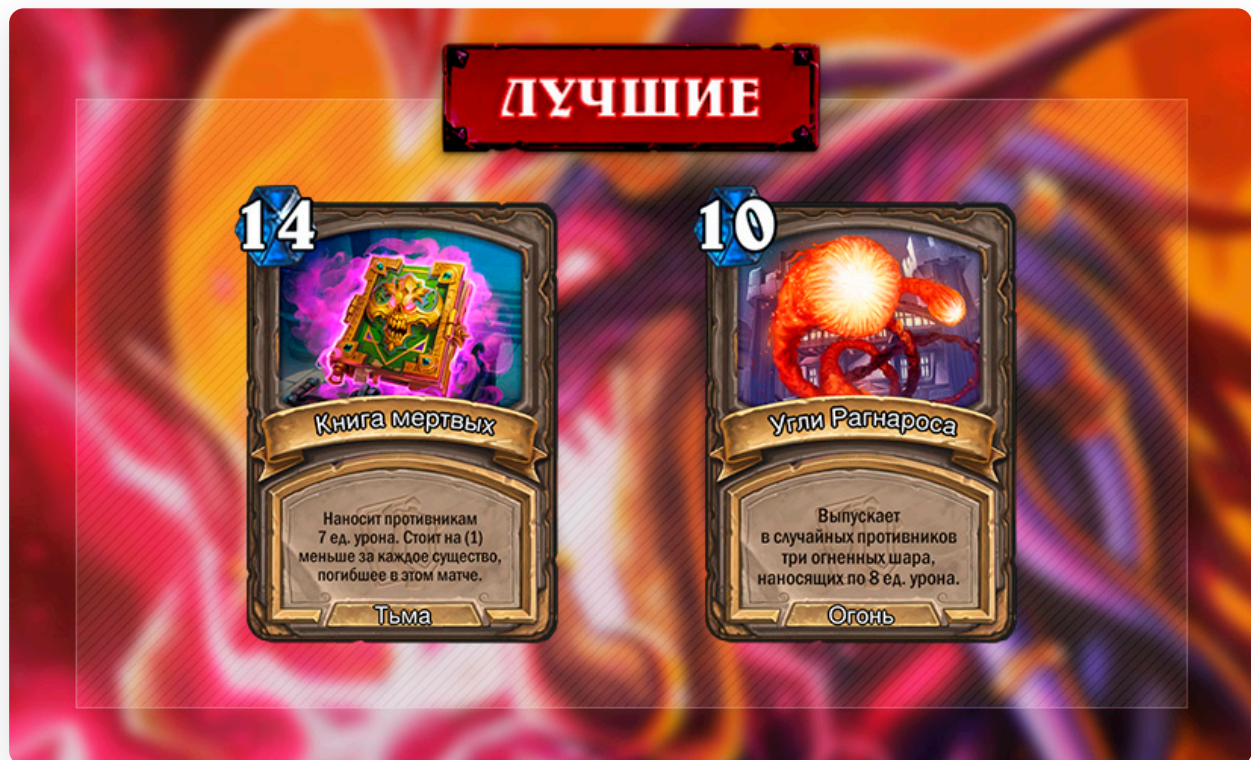 ЛУЧШИЕ
14
Книга мертвых
Наносит противникам
7 ед. урона. Стоит на (1)
меньше за каждое существо,
погибшее в этом матче.
Тьма
10
Угли Рагнароса
Выпускает
в случайных противников
три огненных шара,
наносящих по 8 ед. урона.
Огонь